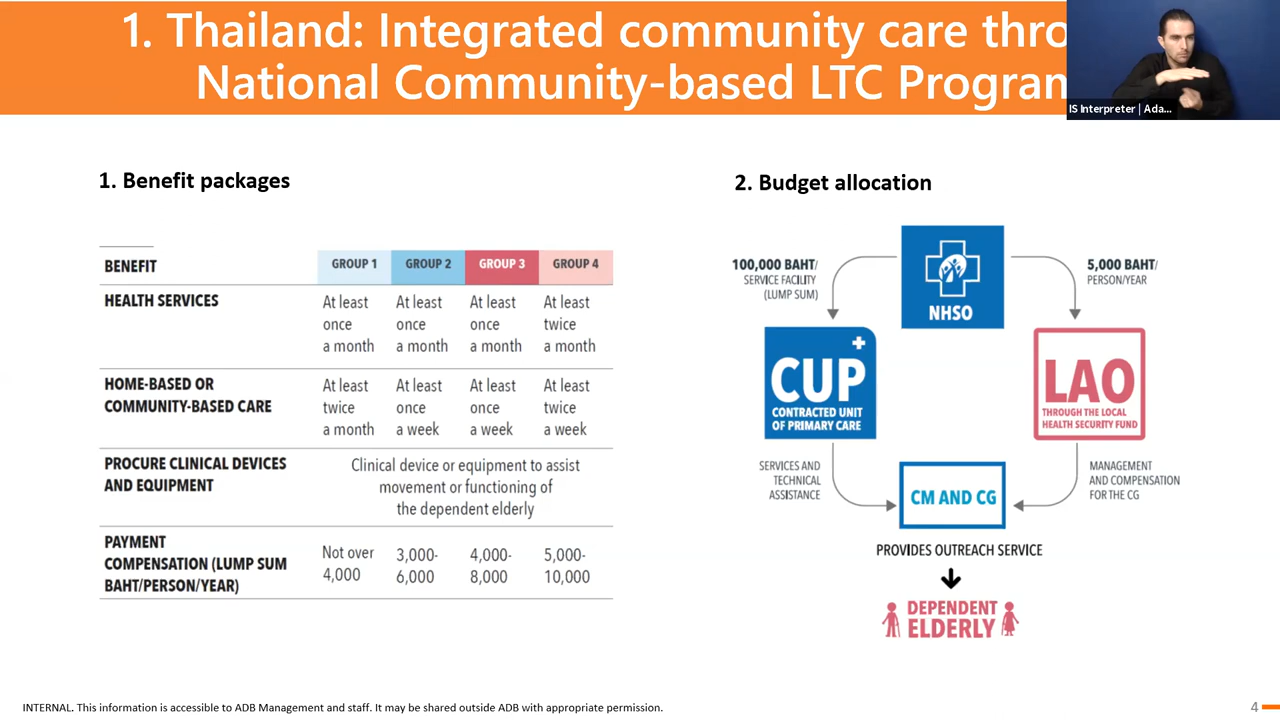 1. Thailand: Integrated community care thro
National Community-based LTC Program
IS Interpreter | Ada...
1. Benefit packages
BENEFIT
GROUP 1
GROUP 2
GROUP 3
GROUP 4
HEALTH SERVICES
At least
once
a month
At least
once
a month
At least
once
a month
At least
twice
a month
HOME-BASED OR
COMMUNITY-BASED CARE
At least
twice
a month
At least
once
a week
At least
once
a week
At least
twice
a week
PROCURE CLINICAL DEVICES
AND EQUIPMENT
Clinical device or equipment to assist
movement or functioning of
the dependent elderly
PAYMENT
COMPENSATION (LUMP SUM
BAHT/PERSON/YEAR)
Not over
4,000
3,000-
6,000
4,000-
8,000
5,000-
10,000
2. Budget allocation
NHSO
100,000 BAHT/
SERVICE FACILITY
(LUMP SUM)
5,000 BAHT/
PERSON/YEAR
CUP
CONTRACTED UNIT
OF PRIMARY CARE
LAO
THROUGH THE LOCAL
HEALTH SECURITY FUND
SERVICES AND
TECHNICAL
ASSISTANCE
MANAGEMENT
AND COMPENSATION
FOR THE CG
CM AND CG
PROVIDES OUTREACH SERVICE
DEPENDENT
ELDERLY
INTERNAL. This information is accessible to ADB Management and staff. It may be shared outside ADB with appropriate permission.
4